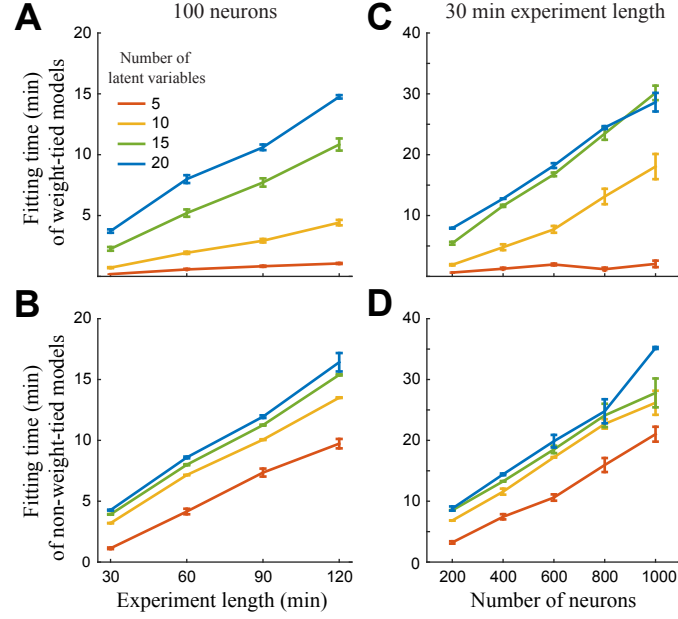 A
100 neurons
C
30 min experiment length
Fitting time (min)
of weight-tied models
20
15
10
5
Number of
latent variables
5
10
15
20
40
30
20
10
B
D
Fitting time (min)
of non-weight-tied models
20
15
10
5
0
30
60
90
120
Experiment length (min)
40
30
20
10
0
200
400
600
800
1000
Number of neurons